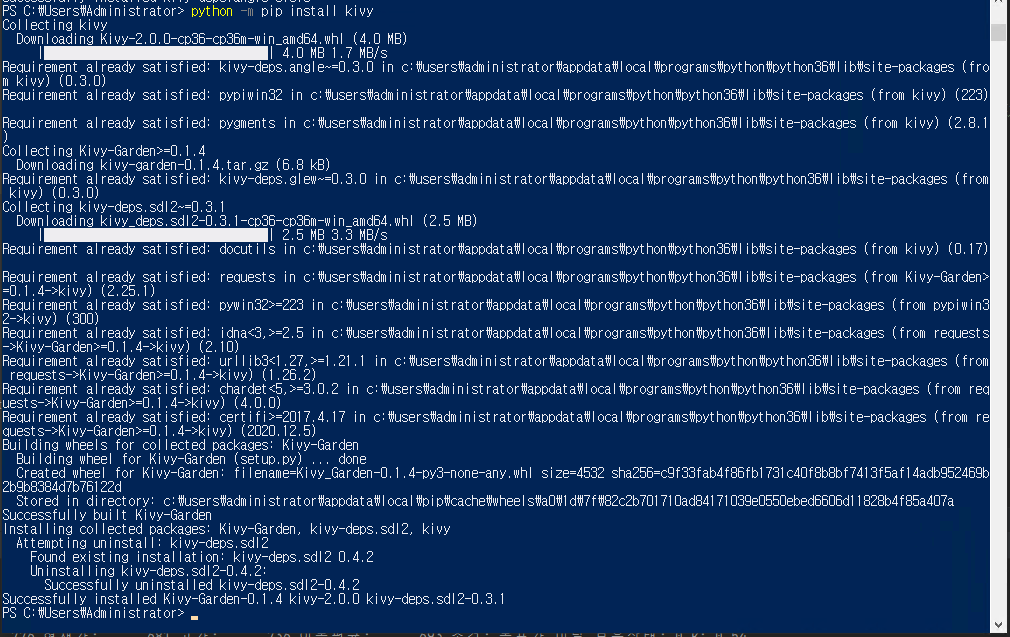 PS C:₩Users₩Administrator> python -m pip install kivy
Collecting kivy
  Downloading Kivy-2.0.0-cp36-cp36m-win_amd64.whl (4.0 MB)
     |                                | 4.0 MB 1.7 MB/s
Requirement already satisfied: kivy-deps.angle~=0.3.0 in c:₩users₩administrator₩appdata₩local₩programs₩python₩python36₩lib₩site-packages (fro
m kivy) (0.3.0)
Requirement already satisfied: pypiwin32 in c:₩users₩administrator₩appdata₩local₩programs₩python₩python36₩lib₩site-packages (from kivy) (223)
Requirement already satisfied: pygments in c:₩users₩administrator₩appdata₩local₩programs₩python₩python36₩lib₩site-packages (from kivy) (2.8.1
)
Collecting Kivy-Garden>=0.1.4
  Downloading kivy-garden-0.1.4.tar.gz (6.8 kB)
Requirement already satisfied: kivy-deps.glew~=0.3.0 in c:₩users₩administrator₩appdata₩local₩programs₩python₩python36₩lib₩site-packages (from
 kivy) (0.3.0)
Collecting kivy-deps.sdl2~=0.3.1
  Downloading kivy_deps.sdl2-0.3.1-cp36-cp36m-win_amd64.whl (2.5 MB)
     |                                | 2.5 MB 3.3 MB/s
Requirement already satisfied: docutils in c:₩users₩administrator₩appdata₩local₩programs₩python₩python36₩lib₩site-packages (from kivy) (0.17)
Requirement already satisfied: requests in c:₩users₩administrator₩appdata₩local₩programs₩python₩python36₩lib₩site-packages (from Kivy-Garden>
=0.1.4->kivy) (2.25.1)
Requirement already satisfied: pywin32>=223 in c:₩users₩administrator₩appdata₩local₩programs₩python₩python36₩lib₩site-packages (from pypiwin3
2->kivy) (300)
Requirement already satisfied: idna<3,>=2.5 in c:₩users₩administrator₩appdata₩local₩programs₩python₩python36₩lib₩site-packages (from requests
->Kivy-Garden>=0.1.4->kivy) (2.10)
Requirement already satisfied: urllib3<1.27,>=1.21.1 in c:₩users₩administrator₩appdata₩local₩programs₩python₩python36₩lib₩site-packages (from
 requests->Kivy-Garden>=0.1.4->kivy) (1.26.2)
Requirement already satisfied: chardet<5,>=3.0.2 in c:₩users₩administrator₩appdata₩local₩programs₩python₩python36₩lib₩site-packages (from req
uests->Kivy-Garden>=0.1.4->kivy) (4.0.0)
Requirement already satisfied: certifi>=2017.4.17 in c:₩users₩administrator₩appdata₩local₩programs₩python₩python36₩lib₩site-packages (from re
quests->Kivy-Garden>=0.1.4->kivy) (2020.12.5)
Building wheels for collected packages: Kivy-Garden
  Building wheel for Kivy-Garden (setup.py) ... done
  Created wheel for Kivy-Garden: filename=Kivy_Garden-0.1.4-py3-none-any.whl size=4532 sha256=c9f33fab4f86fb1731c40f8b8bf7413f5af14adb952469b
2b9b8384d7b76122d
  Stored in directory: c:₩users₩administrator₩appdata₩local₩pip₩cache₩wheels₩a0₩1d₩7f₩82c2b701710ad84171039e0550ebed6606d11828b4f85a407a
Successfully built Kivy-Garden
Installing collected packages: Kivy-Garden, kivy-deps.sdl2, kivy
  Attempting uninstall: kivy-deps.sdl2
    Found existing installation: kivy-deps.sdl2 0.4.2
    Uninstalling kivy-deps.sdl2-0.4.2:
      Successfully uninstalled kivy-deps.sdl2-0.4.2
Successfully installed Kivy-Garden-0.1.4 kivy-2.0.0 kivy-deps.sdl2-0.3.1
PS C:₩Users₩Administrator>